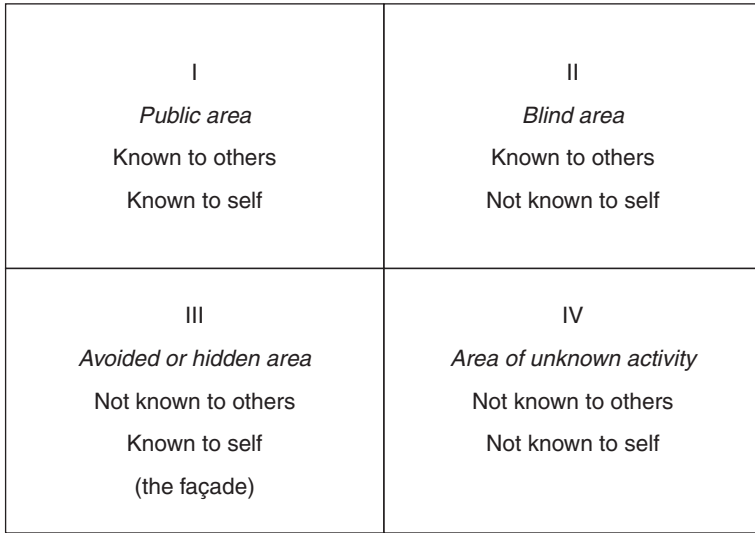 I
Public area
Known to others
Known to self
II
Blind area
Known to others
Not known to self
III
Avoided or hidden area
Not known to others
Known to self
(the façade)
IV
Area of unknown activity
Not known to others
Not known to self